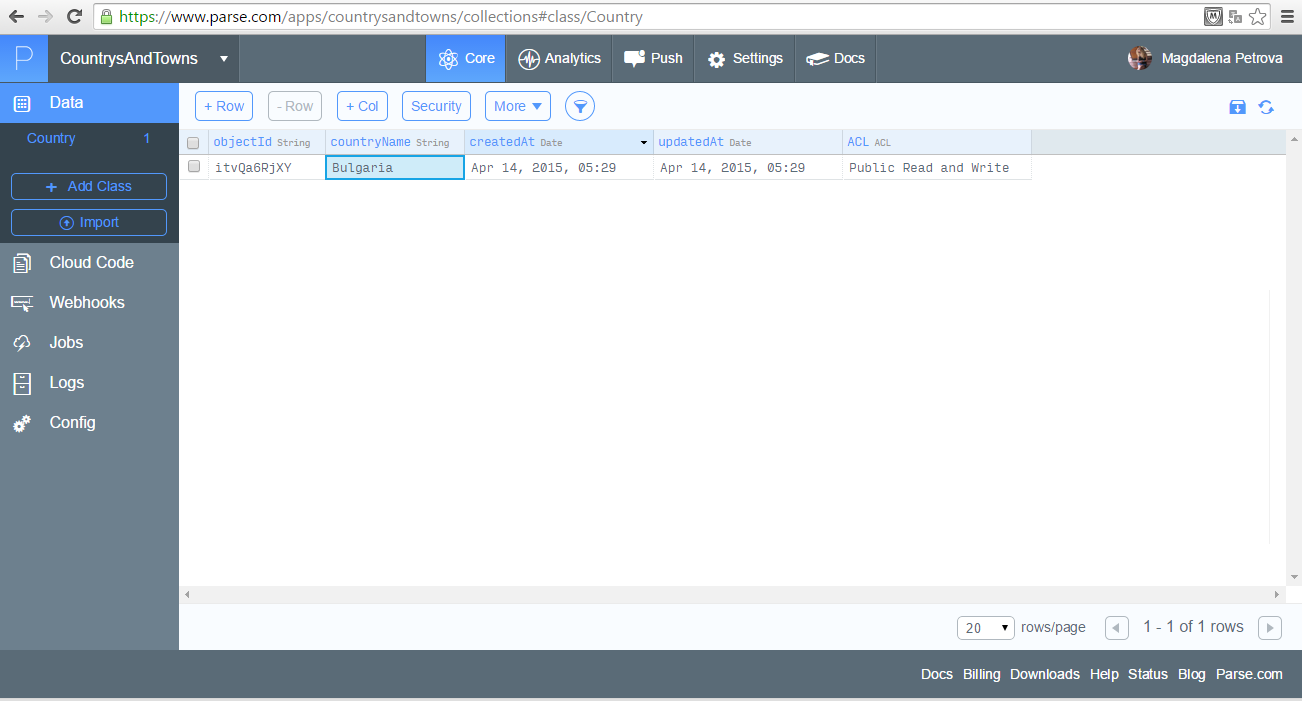 https://www.parse.com/apps/countrysandtowns/collections#class/Country
P CountrysAndTowns Core Analytics Push Settings Docs Magdalena Petrova
Data + Row - Row + Col Security More
Country 1
objectId String countryName String createdAt Date updatedAt Date ACL ACL
itvQa6RjXY Bulgaria Apr 14, 2015, 05:29 Apr 14, 2015, 05:29 Public Read and Write
+ Add Class
Import
Cloud Code
Webhooks
Jobs
Logs
Config
20 rows/page 1 - 1 of 1 rows
Docs Billing Downloads Help Status Blog Parse.com